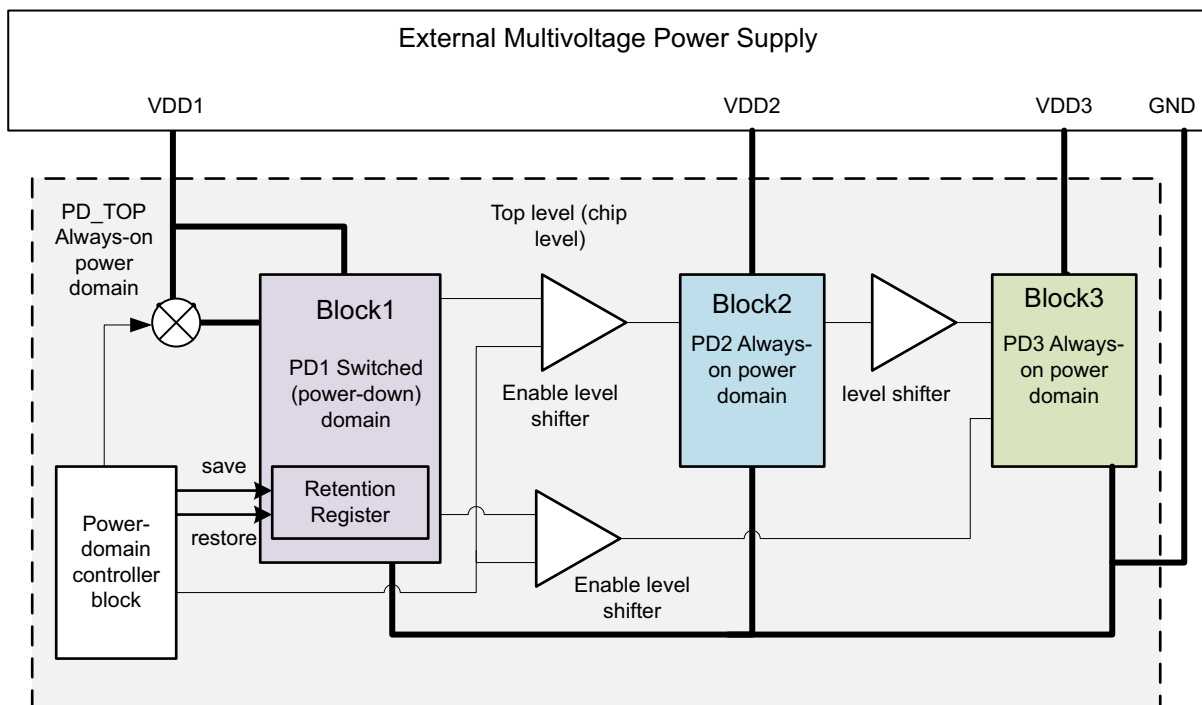 External Multivoltage Power Supply
VDD1
VDD2
VDD3
GND
PD_TOP
Always-on
power
domain
Top level (chip
level)
Block1
PD1 Switched
(power-down)
domain
Enable level
shifter
Block2
PD2 Always-
on power
domain
level shifter
Block3
PD3 Always-
on power
domain
save
restore
Retention
Register
Power-
domain
controller
block
Enable level
shifter